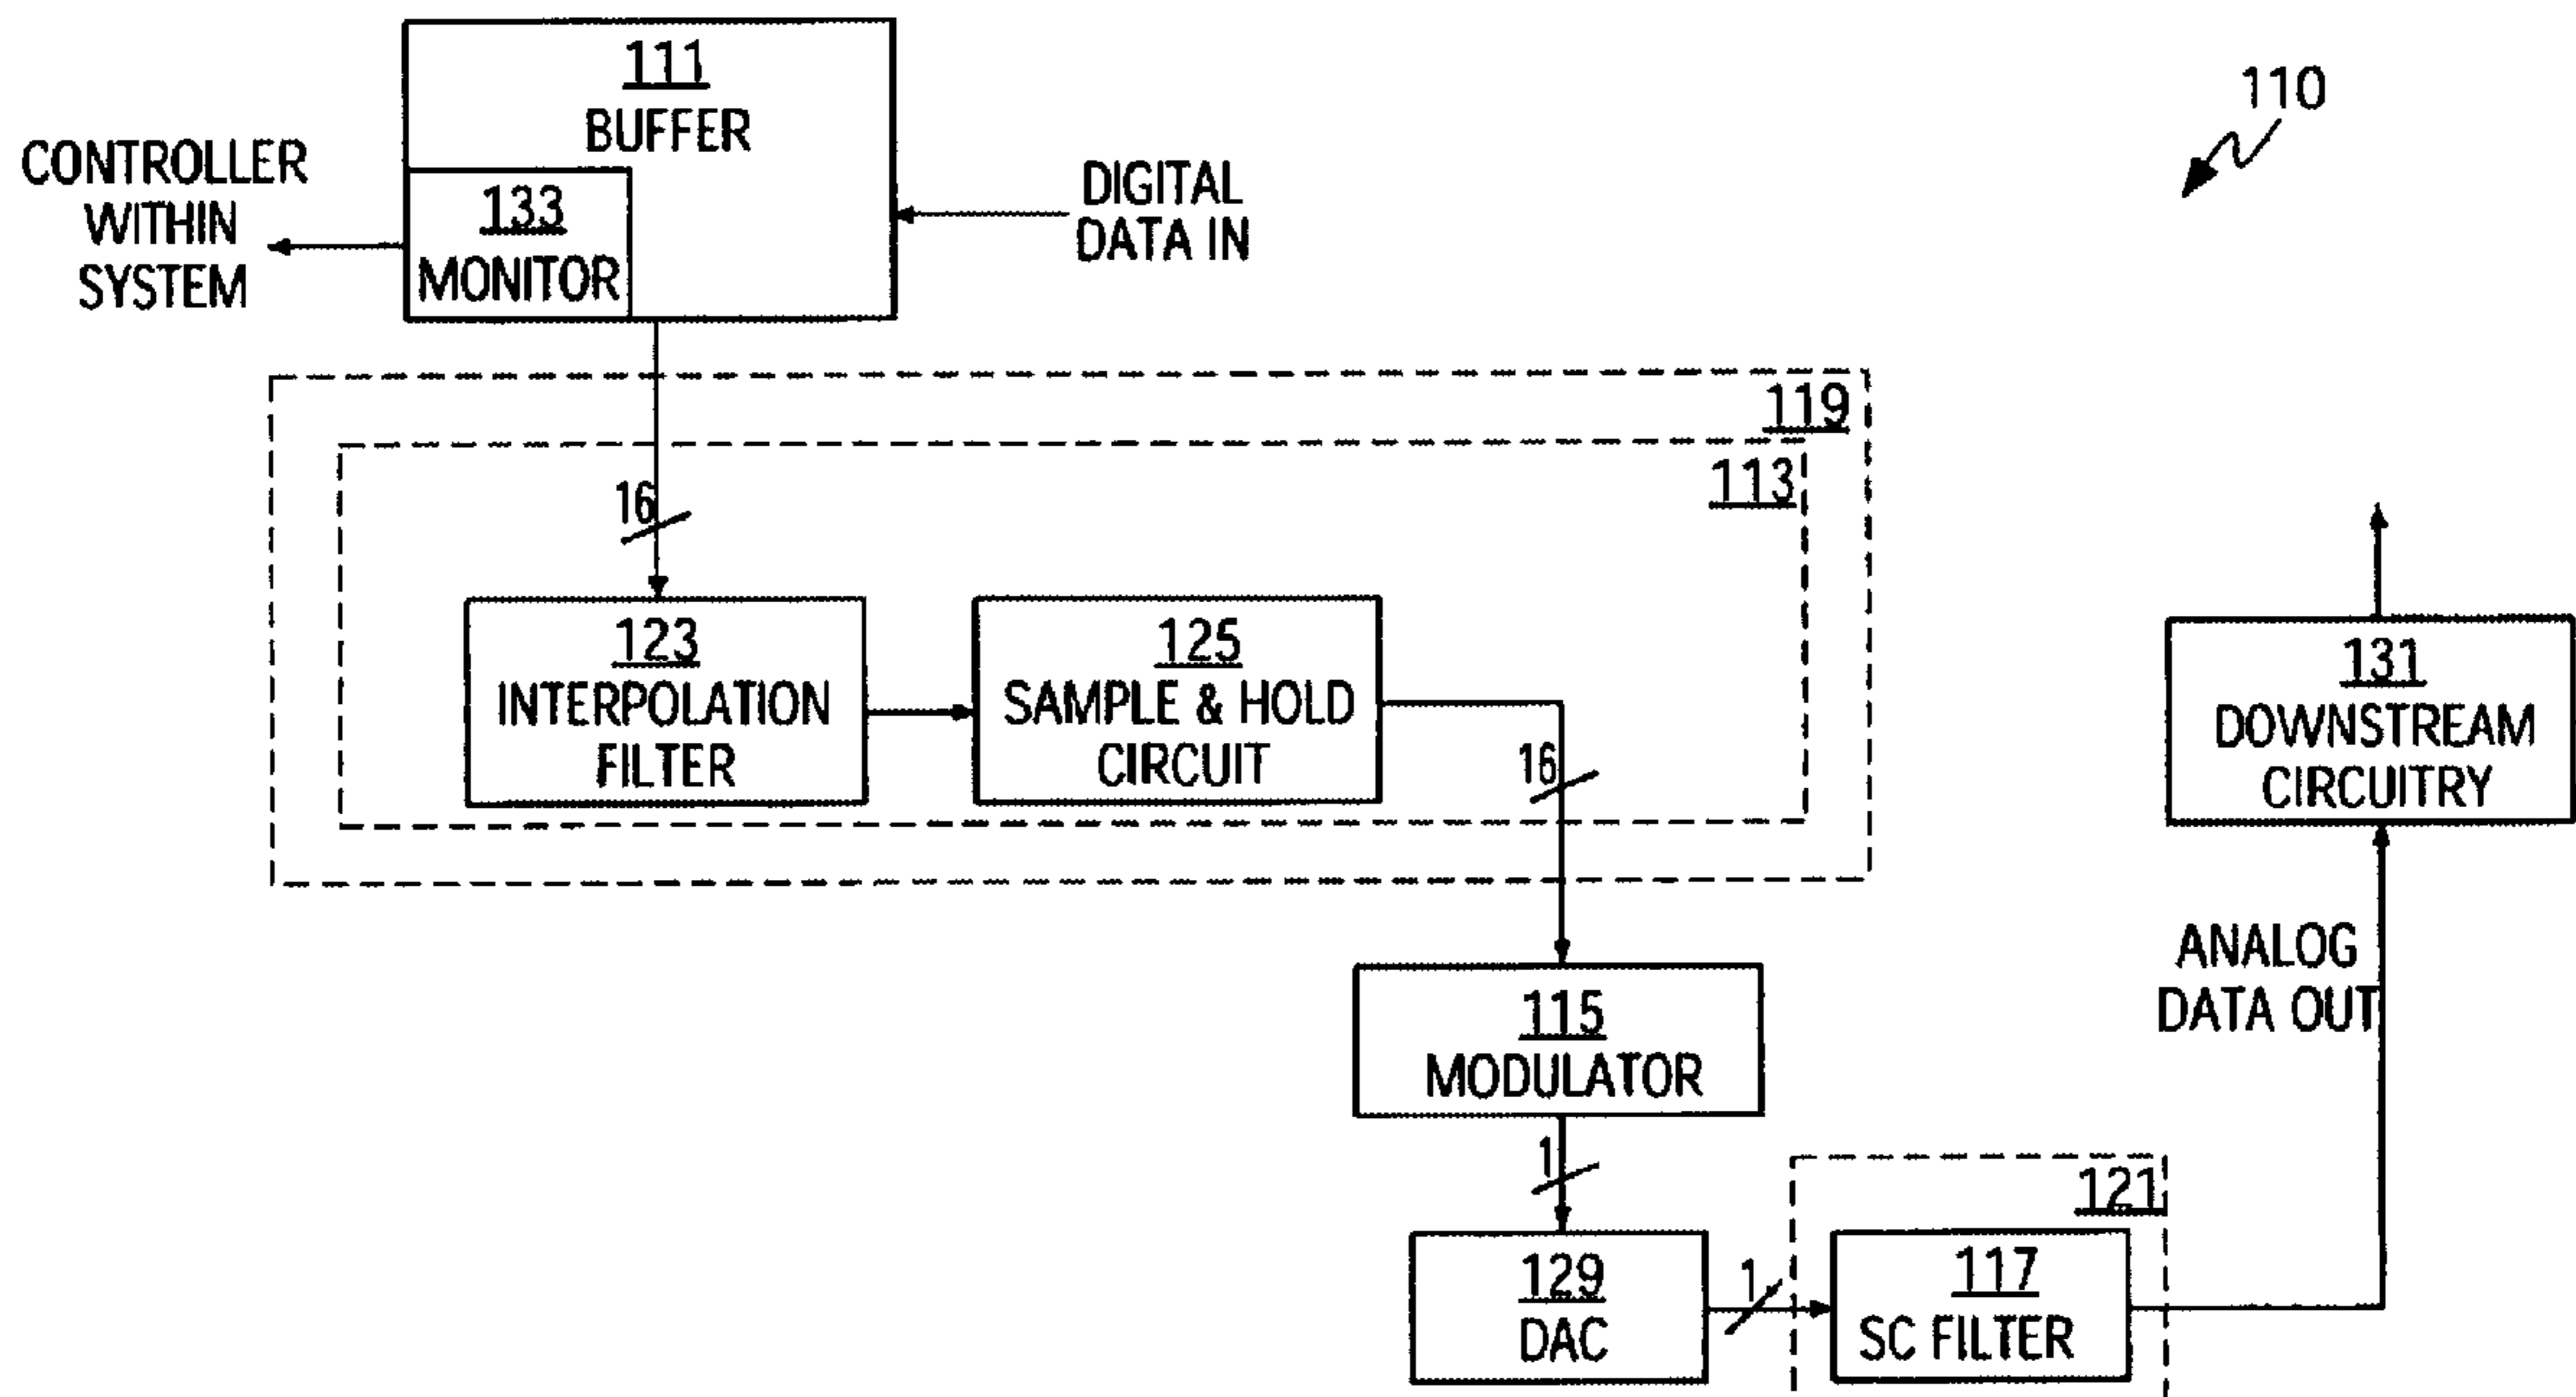 111
BUFFER
110
CONTROLLER
WITHIN
SYSTEM
133
MONITOR
DIGITAL
DATA IN
119
113
16
123
INTERPOLATION
FILTER
125
SAMPLE & HOLD
CIRCUIT
16
131
DOWNSTREAM
CIRCUITRY
ANALOG
DATA OUT
115
MODULATOR
1
121
129
DAC
1
117
SC FILTER